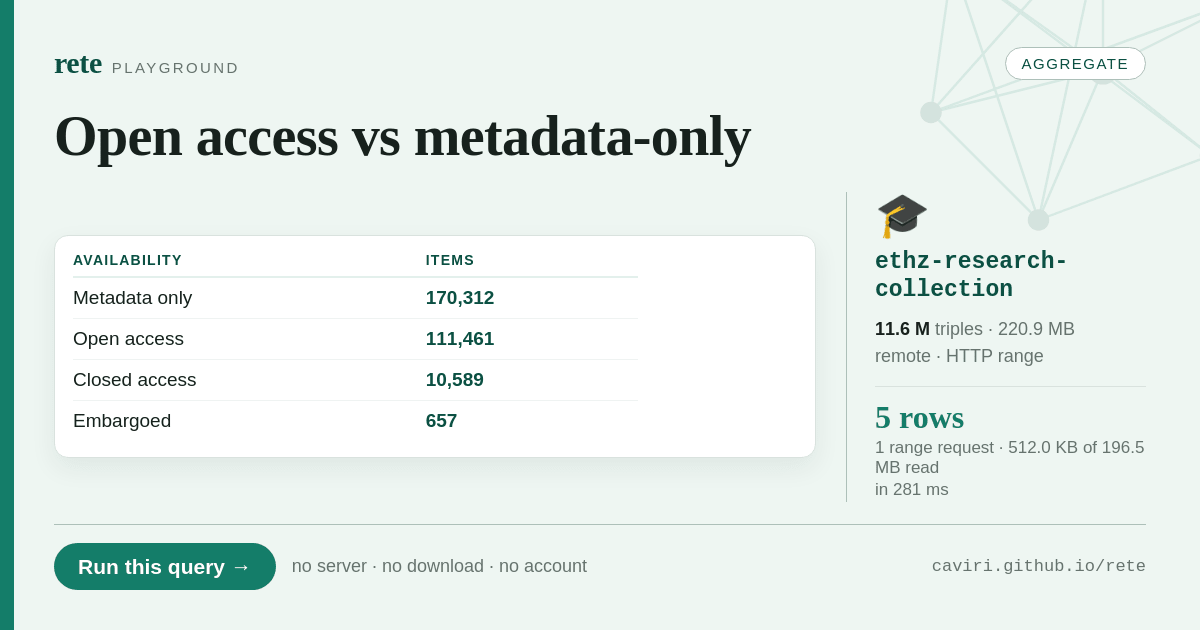 rete PLAYGROUND
AGGREGATE
Open access vs metadata-only
AVAILABILITY ITEMS
Metadata only 170,312
Open access 111,461
Closed access 10,589
Embargoed 657
ethz-research-
collection
11.6 M triples · 220.9 MB
remote · HTTP range
5 rows
1 range request · 512.0 KB of 196.5
MB read
in 281 ms
Run this query →
no server · no download · no account
caviri.github.io/rete